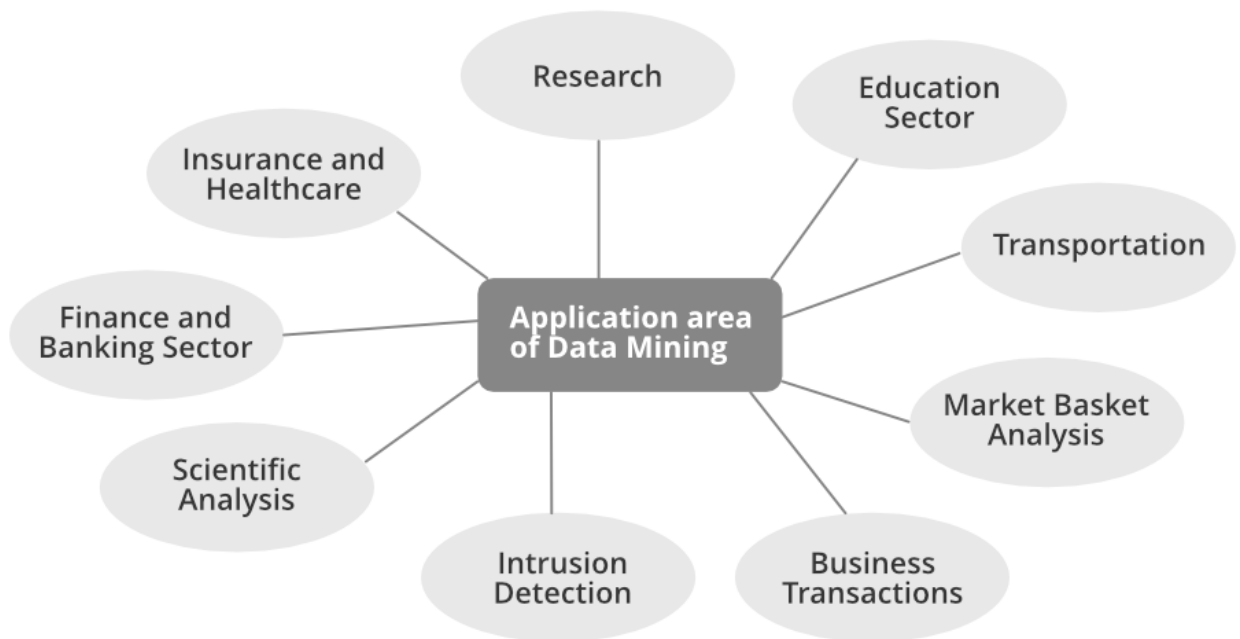 Research
Education
Sector
Insurance and
Healthcare
Transportation
Finance and
Banking Sector
Application area
of Data Mining
Market Basket
Analysis
Scientific
Analysis
Intrusion
Detection
Business
Transactions